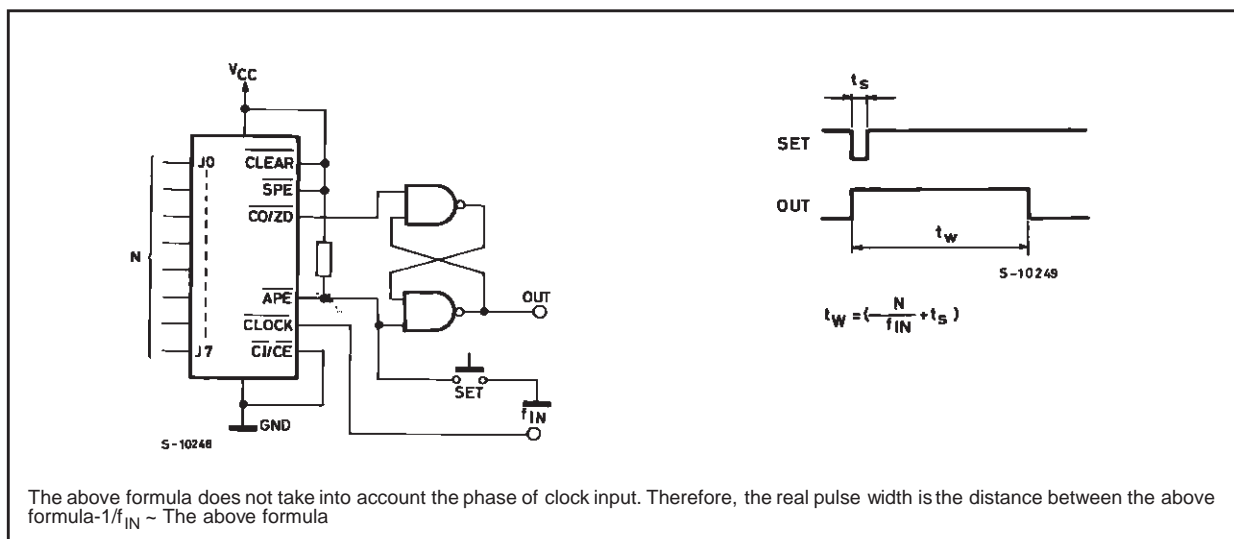 VCC
J0
CLEAR
SPE
CO/ZD
N
APE
CLOCK
J7
CI/CE
GND
S-10248
OUT
SET
fIN
ts
SET
OUT
tw
S-10249
tW =( N/fIN +ts )
The above formula does not take into account the phase of clock input. Therefore, the real pulse width is the distance between the above
formula-1/fIN ~ The above formula